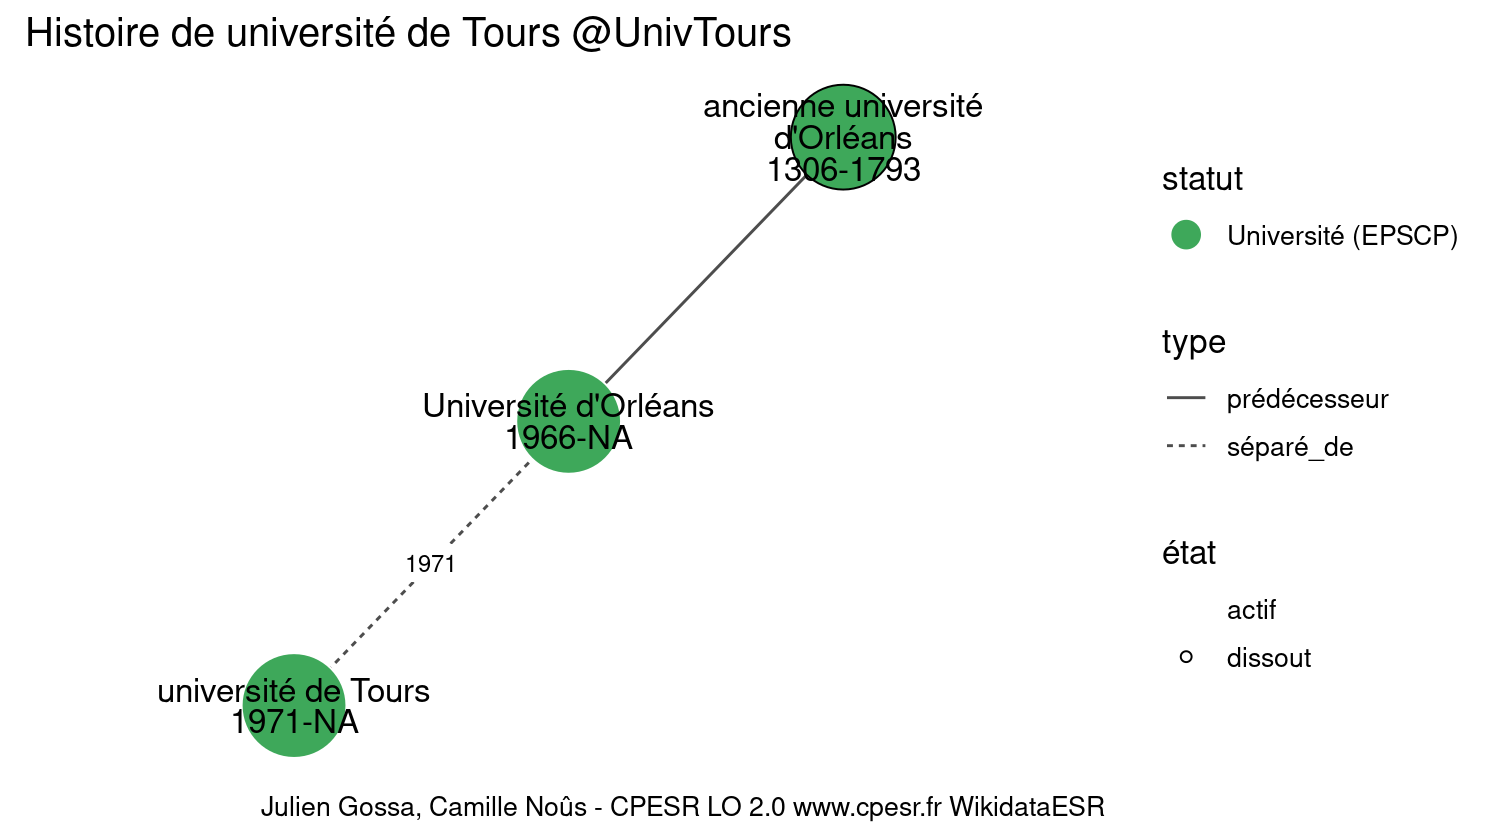 Histoire de université de Tours @UnivTours
ancienne université
d'Orléans
1306-1793
Université d'Orléans
1966-NA
1971
université de Tours
1971-NA
statut
Université (EPSCP)
type
prédécesseur
séparé_de
état
actif
dissout
Julien Gossa, Camille Noûs - CPESR LO 2.0 www.cpesr.fr WikidataESR